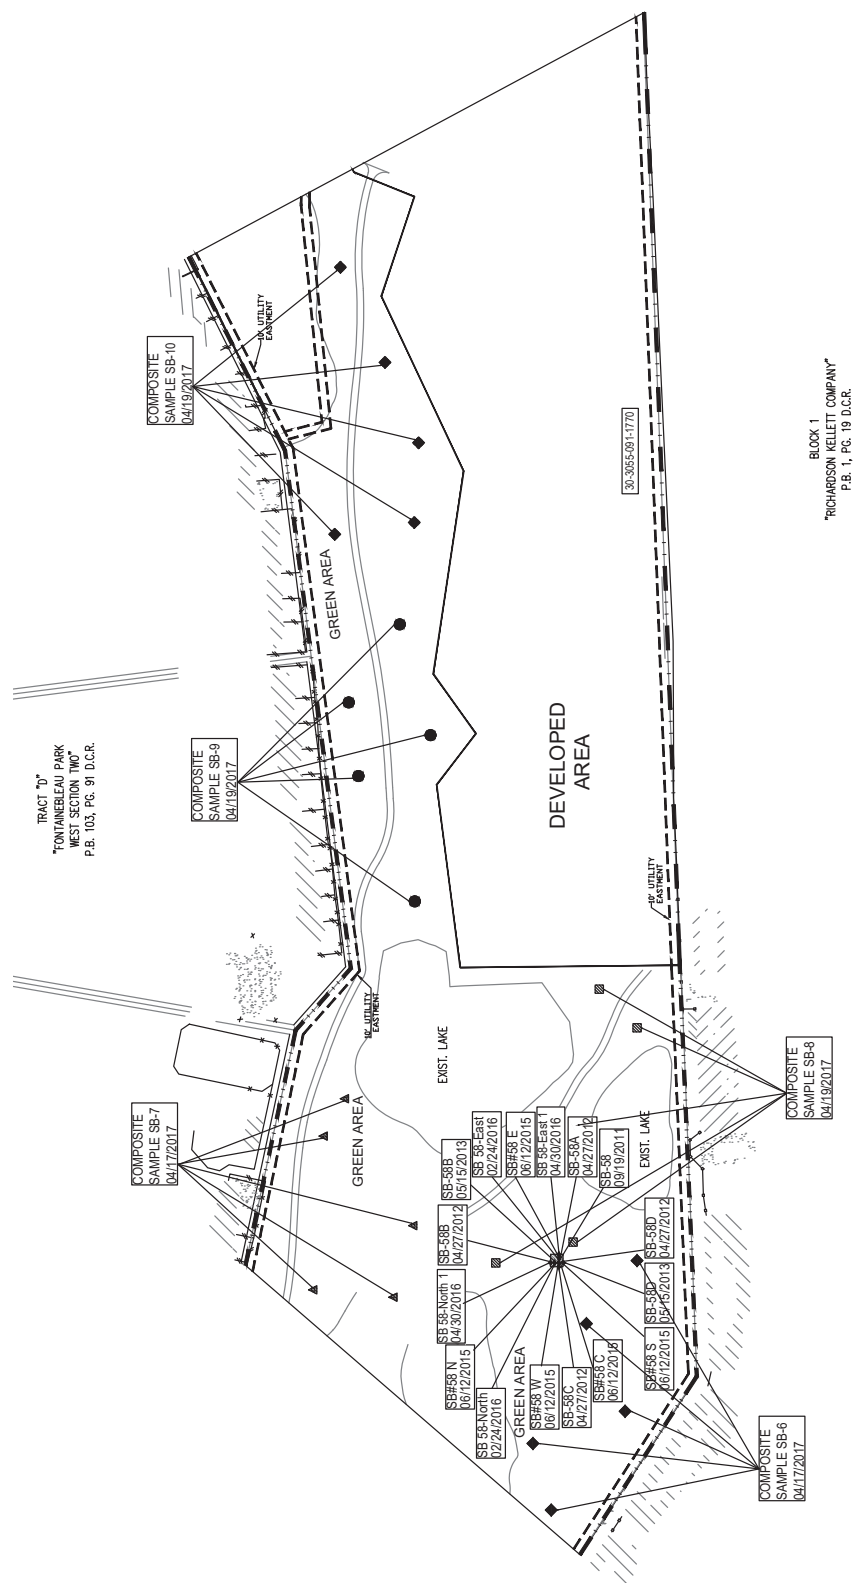 COMPOSITE
SAMPLE SB-10
04/19/2017
10' UTILITY
EASTMENT
BLOCK 1
"RICHARDSON KELLETT COMPANY"
P.B. 1, PG. 19 D.C.R.
30-3055-091-1770
GREEN AREA
TRACT "D"
"FONTAINEBLEAU PARK
WEST SECTION TWO"
P.B. 103, PG. 91 D.C.R.
COMPOSITE
SAMPLE SB-9
04/19/2017
DEVELOPED
AREA
10' UTILITY
EASTMENT
10' UTILITY
EASTMENT
EXIST. LAKE
COMPOSITE
SAMPLE SB-7
04/17/2017
GREEN AREA
COMPOSITE
SAMPLE SB-8
04/19/2017
EXIST. LAKE
SB-58B
04/27/2012
SB-58B
05/15/2013
SB 58-East
02/24/2016
SB#58 E
06/12/2015
SB 58-East 1
04/30/2016
SB-58A
04/27/2012
SB-58
09/19/2011
SB 58-North 1
04/30/2016
SB-58D
04/27/2012
SB#58 N
06/12/2015
SB-58D
05/15/2013
SB 58-North
02/24/2016
GREEN AREA
SB#58 W
06/12/2015
SB-58C
04/27/2012
SB#58 C
06/12/2015
SB#58 S
06/12/2015
COMPOSITE
SAMPLE SB-6
04/17/2017